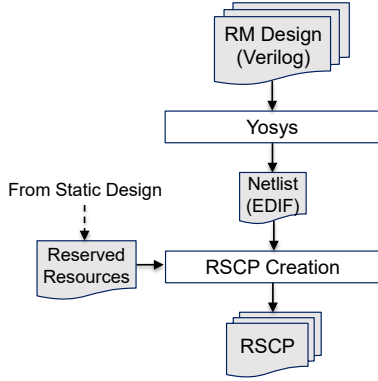 RM Design
(Verilog)
Yosys
Netlist
(EDIF)
From Static Design
Reserved
Resources
RSCP Creation
RSCP